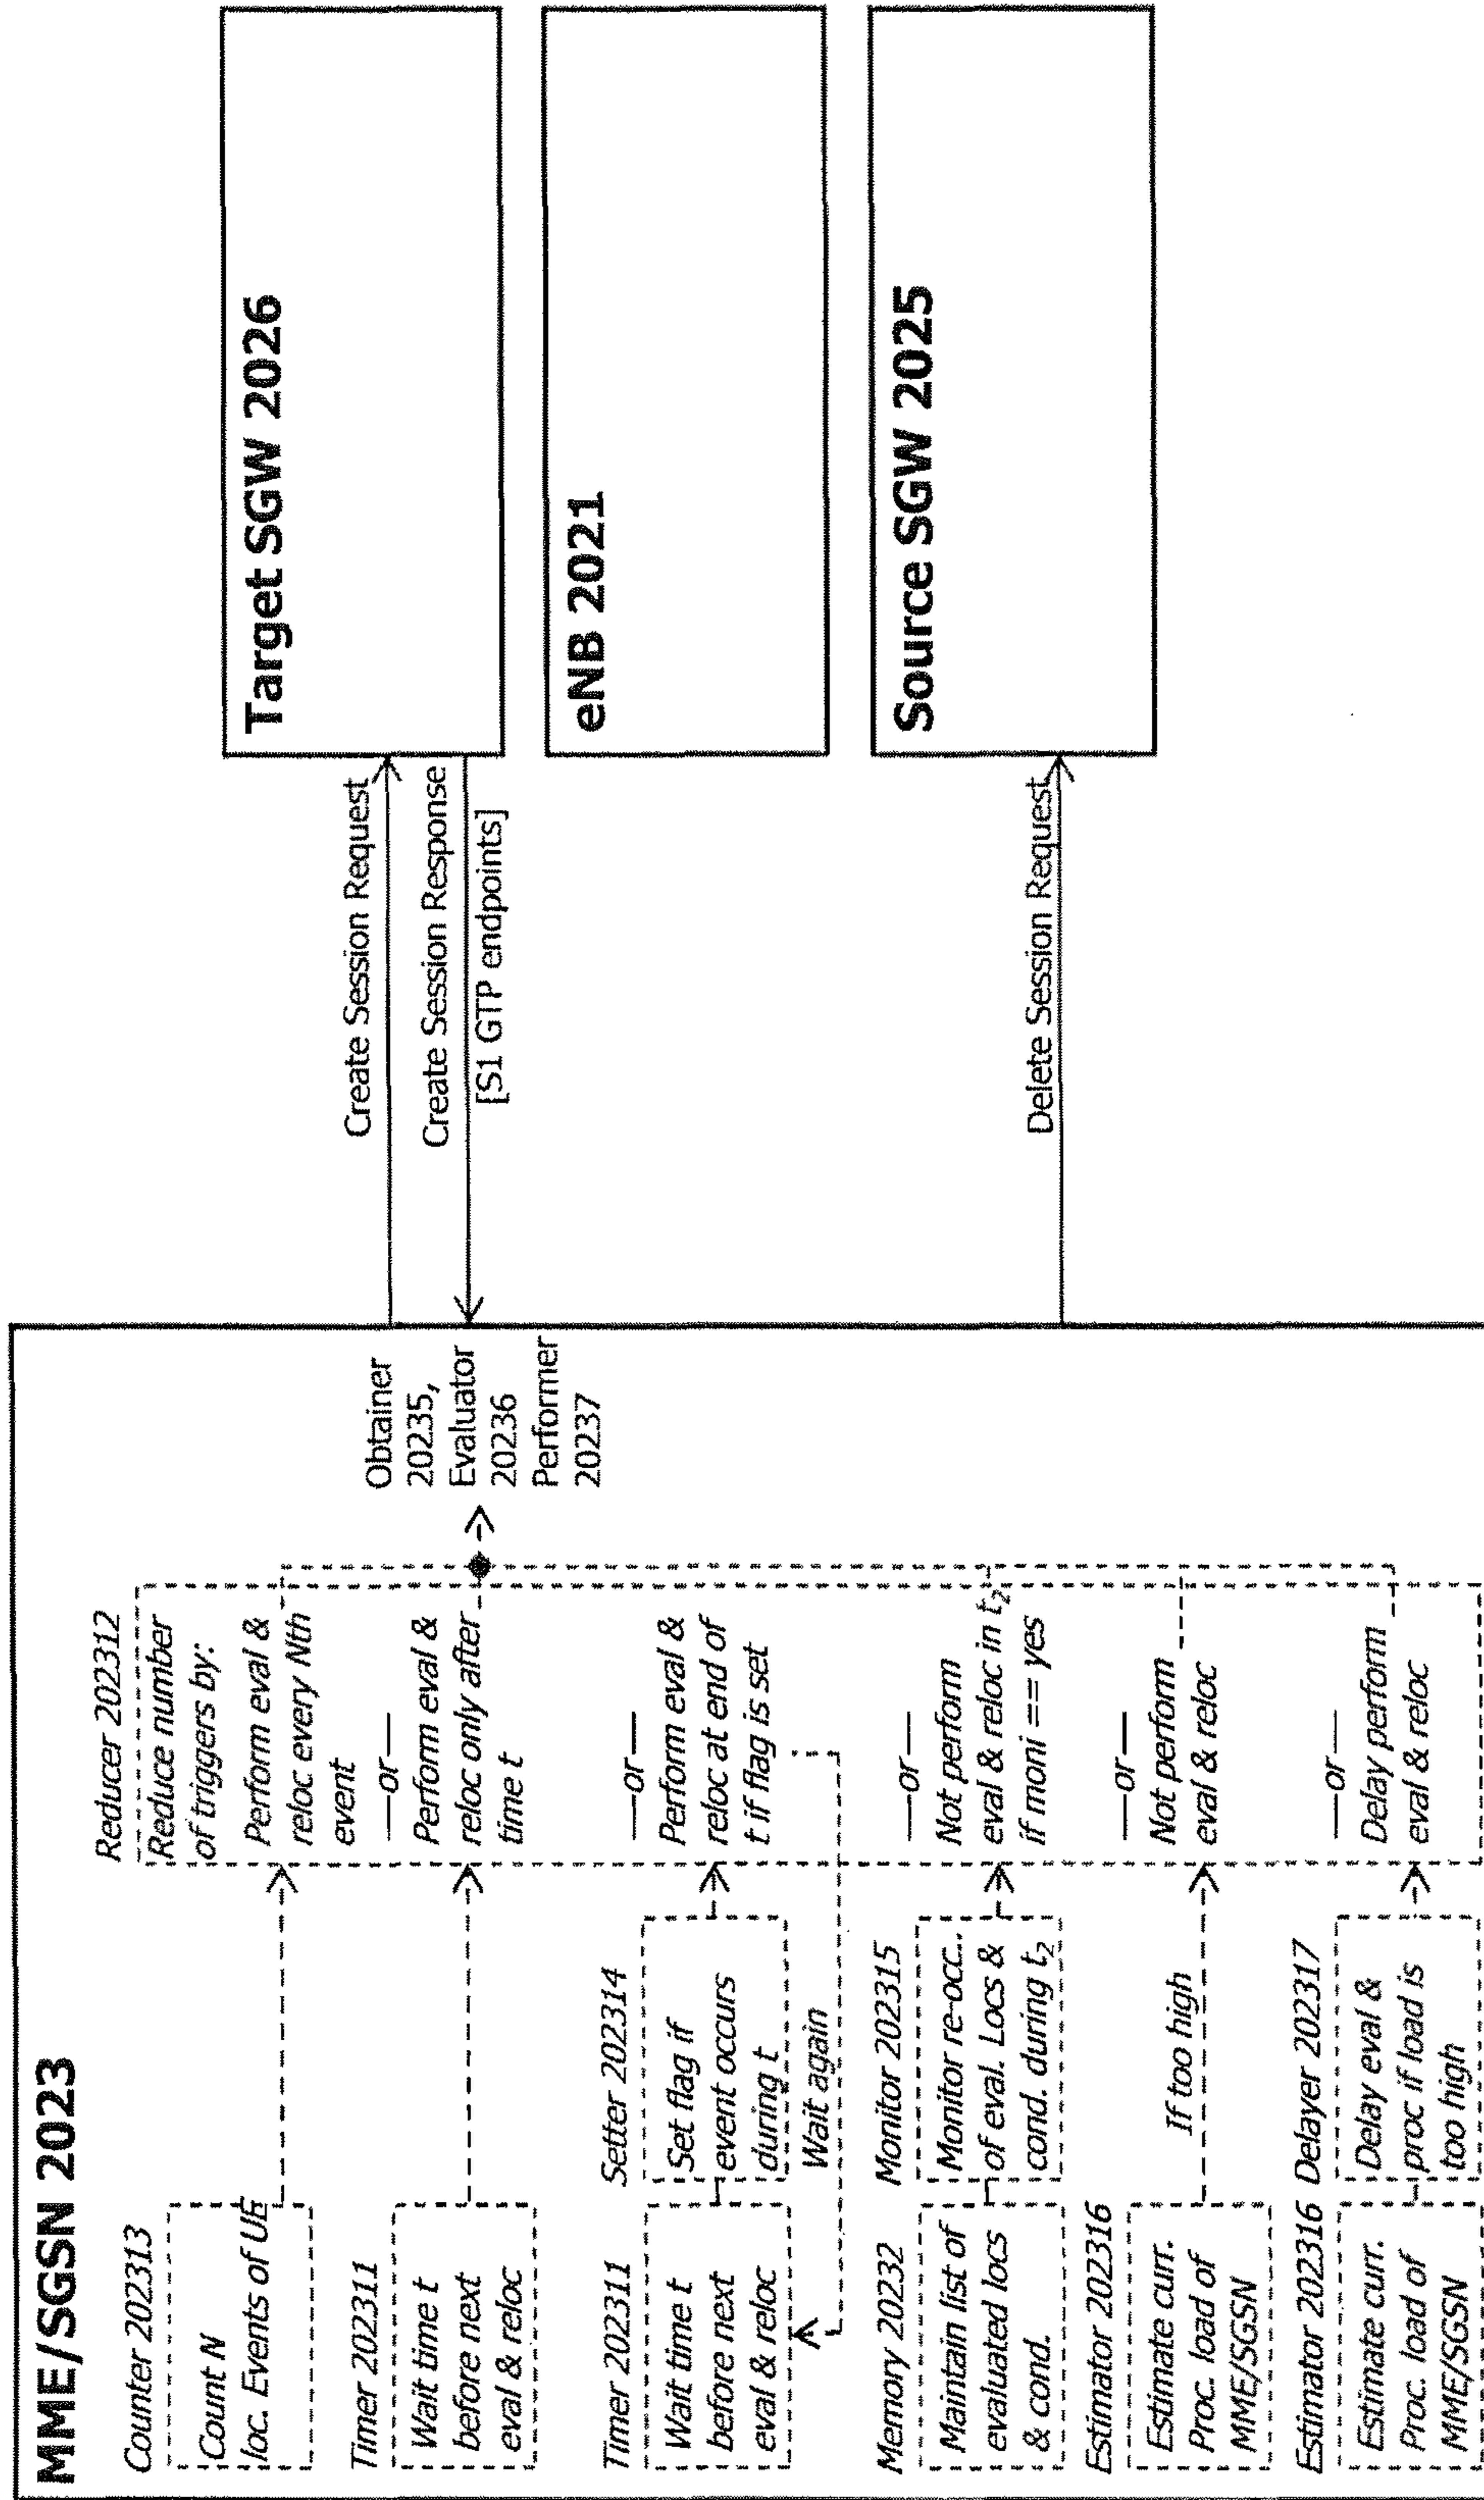 MME/SGSN 2023
Counter 202313
Count N
loc. Events of UE
Timer 202311
Wait time t
before next
eval & reloc
Timer 202311
Wait time t
before next
eval & reloc
Setter 202314
Set flag if
event occurs
during t
Wait again
Memory 20232
Maintain list of
evaluated locs
& cond.
Monitor 202315
Monitor re-occ..
of eval. Locs &
cond. during t₂
Estimator 202316
Estimate curr.
Proc. load of
MME/SGSN
If too high
Estimator 202316
Estimate curr.
Proc. load of
MME/SGSN
Delayer 202317
Delay eval &
proc if load is
too high
Reducer 202312
Reduce number
of triggers by:
Perform eval &
reloc every Nth
event
—or—
Perform eval &
reloc only after
time t
—or—
Perform eval &
reloc at end of
t if flag is set
—or—
Not perform
eval & reloc in t₂
if moni == yes
—or—
Not perform
eval & reloc
—or—
Delay perform
eval & reloc
Obtainer
20235,
Evaluator
20236
Performer
20237
Create Session Request
Create Session Response
[S1 GTP endpoints]
Delete Session Request
Target SGW 2026
eNB 2021
Source SGW 2025